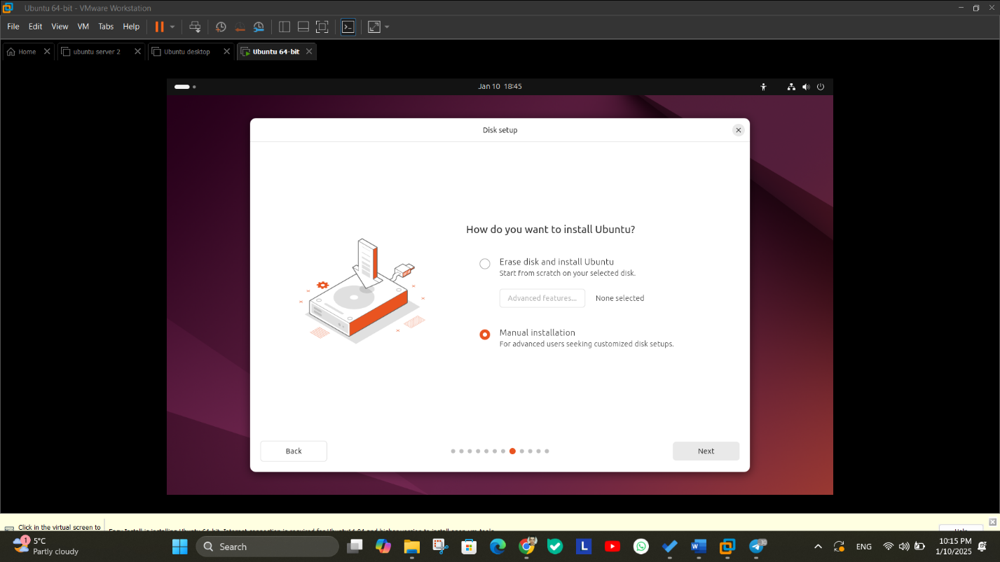 Ubuntu 64-bit - VMware Workstation
File Edit View VM Tabs Help
Home ubuntu server 2 Ubuntu desktop Ubuntu 64-bit
Jan 10 18:45
Disk setup
How do you want to install Ubuntu?
Erase disk and install Ubuntu
Start from scratch on your selected disk.
Advanced features... None selected
Manual installation
For advanced users seeking customized disk setups.
Back Next
Click in the virtual screen to
1 5°C
Partly cloudy
Search
L
30
ENG
10:15 PM
1/10/2025